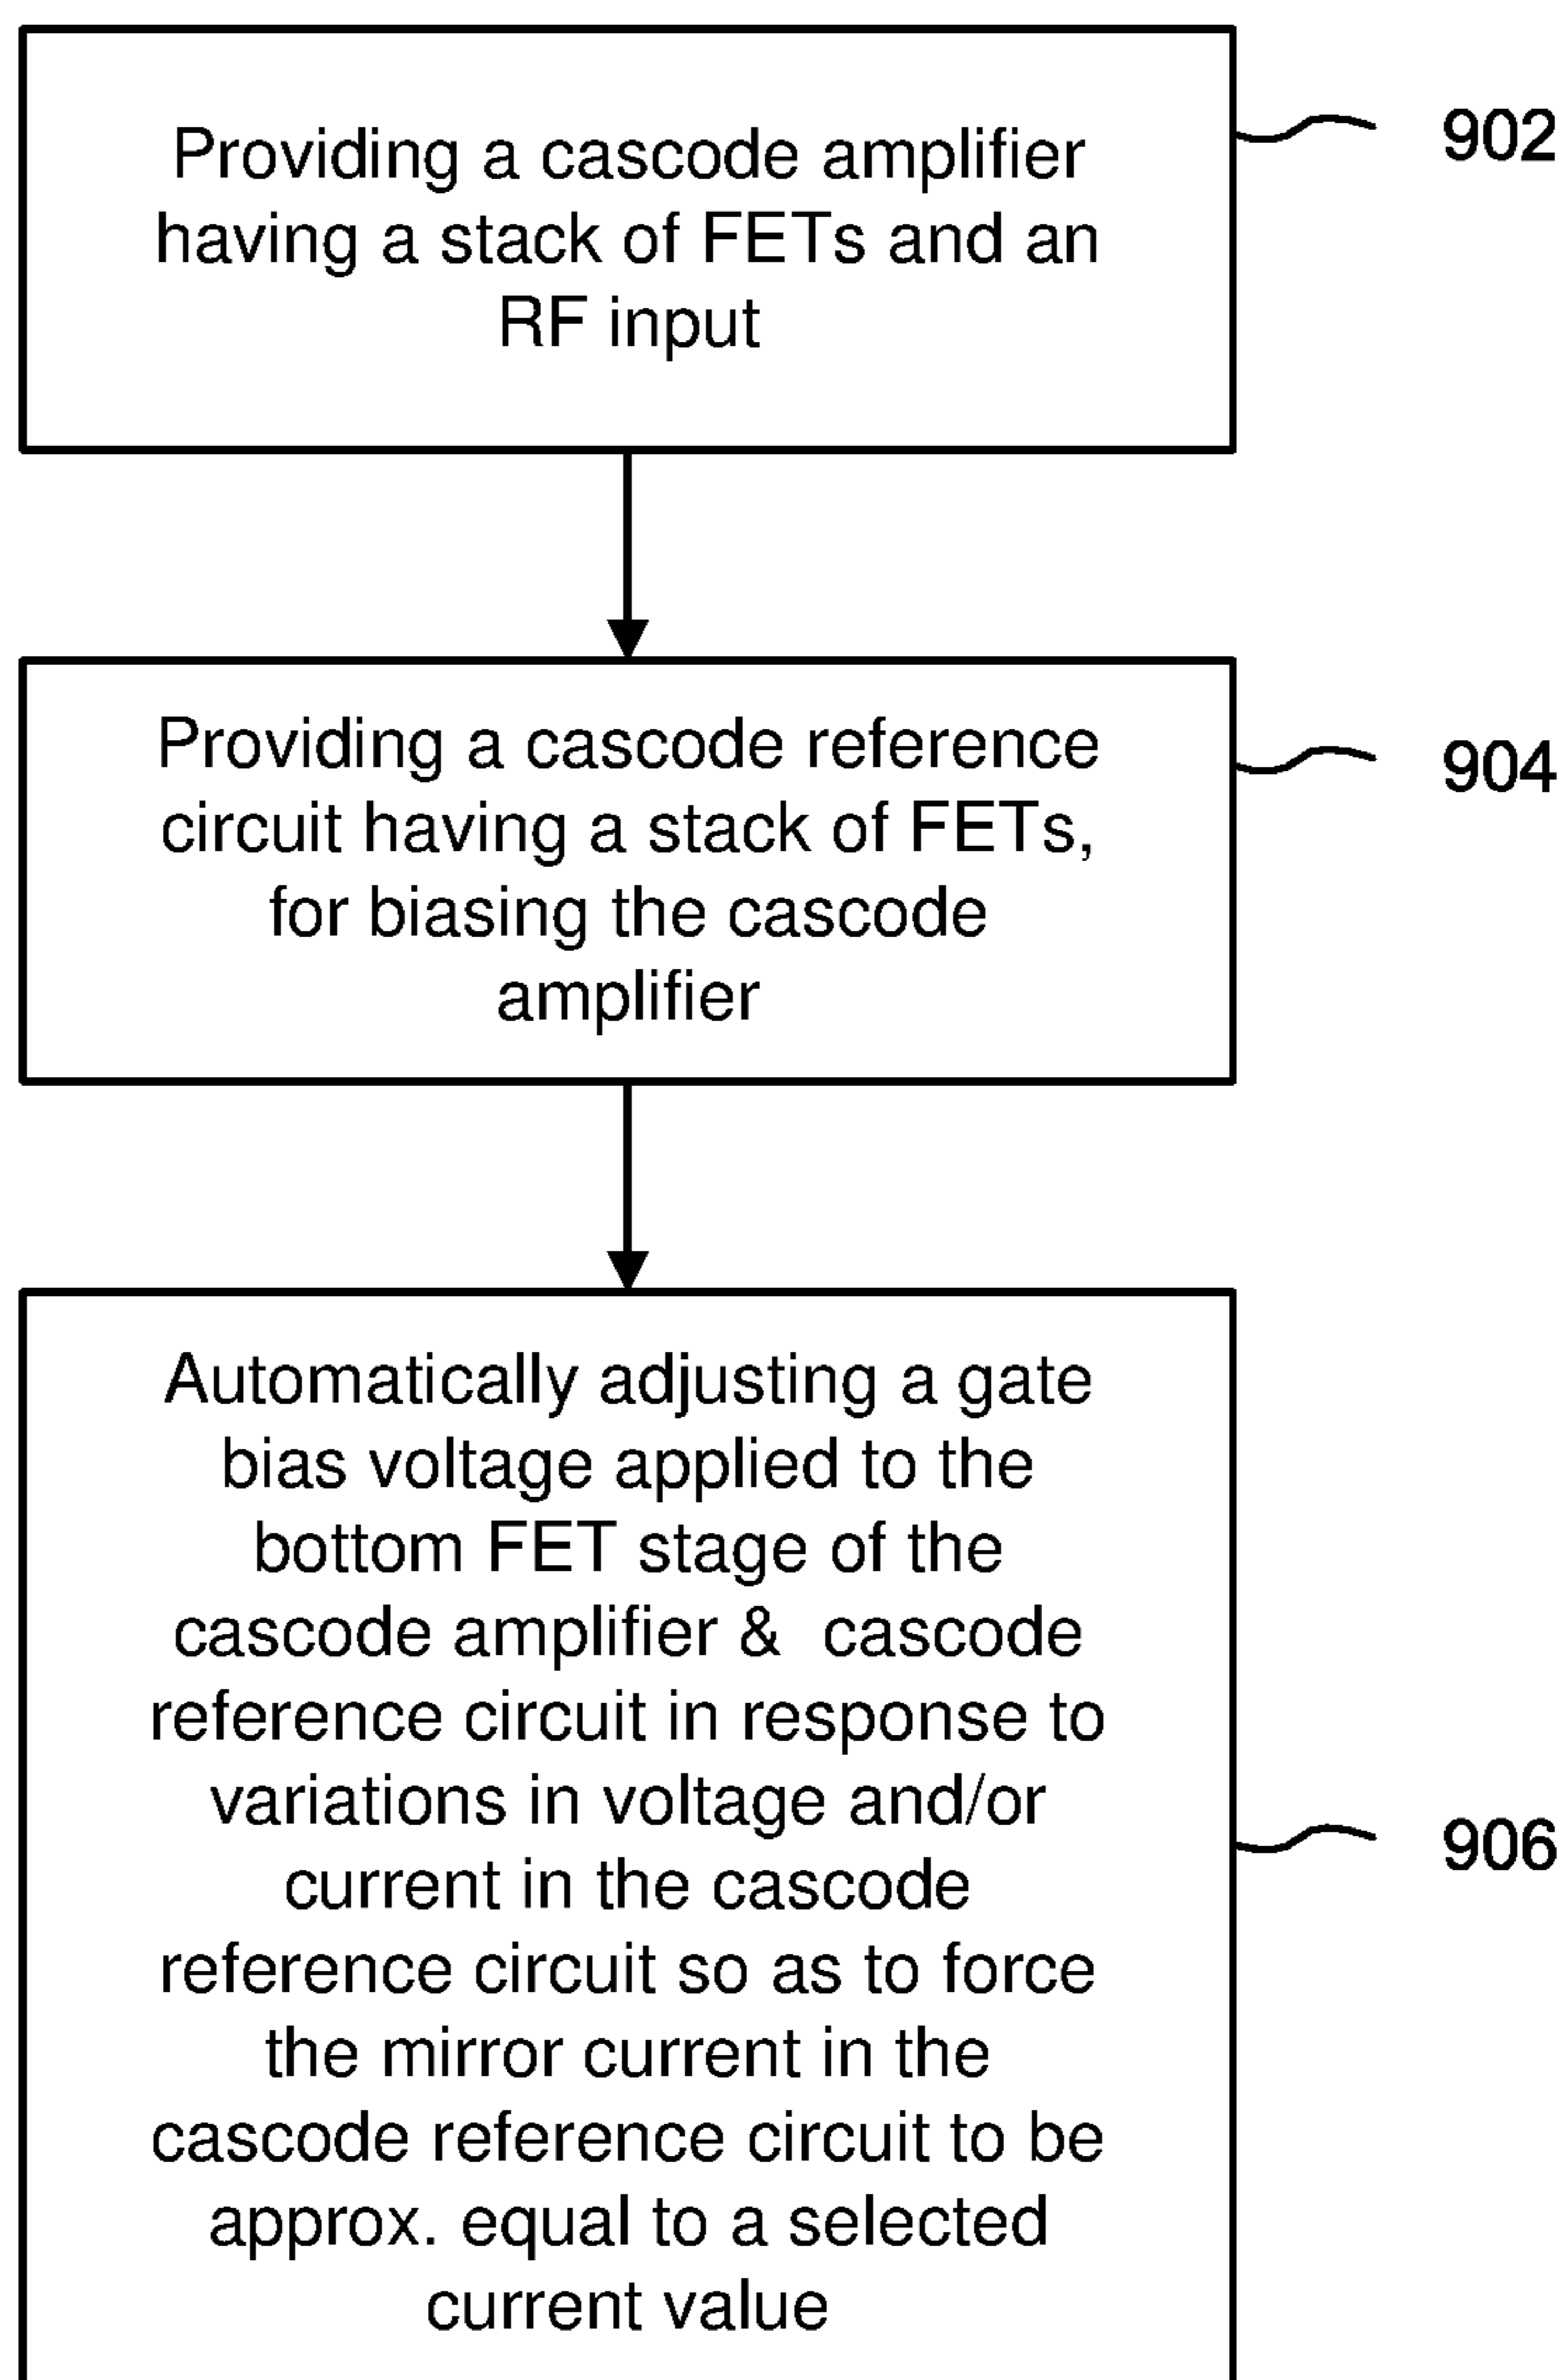 Providing a cascode amplifier
having a stack of FETs and an
RF input
902
Providing a cascode reference
circuit having a stack of FETs,
for biasing the cascode
amplifier
904
Automatically adjusting a gate
bias voltage applied to the
bottom FET stage of the
cascode amplifier & cascode
reference circuit in response to
variations in voltage and/or
current in the cascode
reference circuit so as to force
the mirror current in the
cascode reference circuit to be
approx. equal to a selected
current value
906